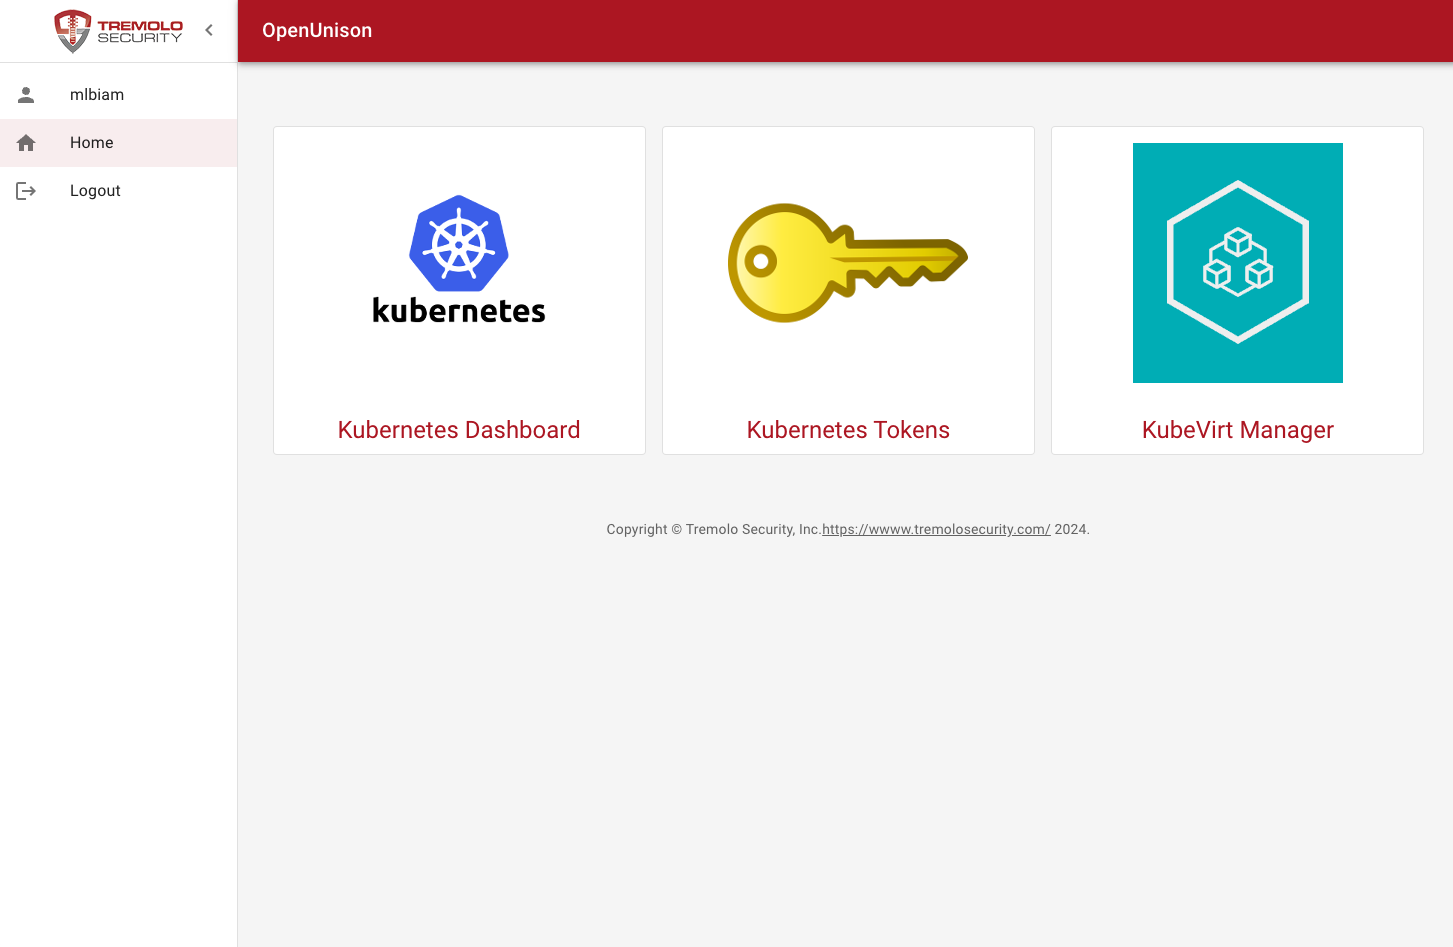 TREMOLO
SECURITY
OpenUnison
mlbiam
Home
Logout
kubernetes
Kubernetes Dashboard
Kubernetes Tokens
KubeVirt Manager
Copyright © Tremolo Security, Inc.https://wwww.tremolosecurity.com/ 2024.